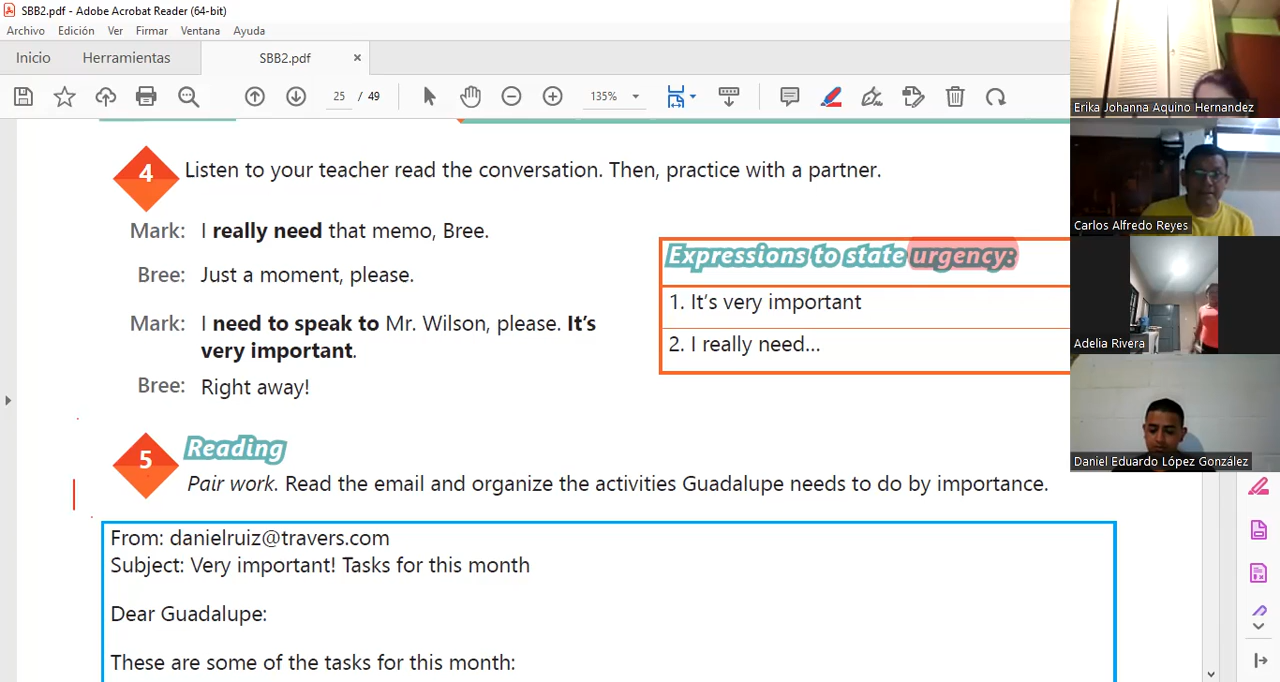 SBB2.pdf - Adobe Acrobat Reader (64-bit)
Archivo Edición Ver Firmar Ventana Ayuda
Inicio Herramientas SBB2.pdf ×
25 / 49 135%
4 Listen to your teacher read the conversation. Then, practice with a partner.
Mark: I really need that memo, Bree.
Bree: Just a moment, please.
Mark: I need to speak to Mr. Wilson, please. It's
very important.
Bree: Right away!
Expressions to state urgency:
1. It's very important
2. I really need...
5 Reading
Pair work. Read the email and organize the activities Guadalupe needs to do by importance.
From: danielruiz@travers.com
Subject: Very important! Tasks for this month
Dear Guadalupe:
These are some of the tasks for this month:
Erika Johanna Aquino Hernandez
Carlos Alfredo Reyes
Adelia Rivera
Daniel Eduardo López González